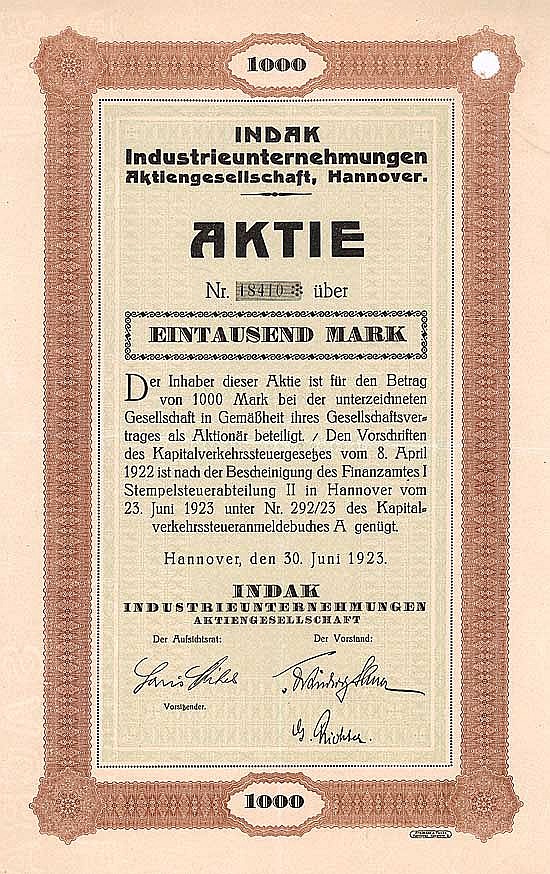 1000
INDAK
Industrieunternehmungen
Aktiengesellschaft, Hannover.
AKTIE
Nr. 18410 über
EINTAUSEND MARK
Der Inhaber dieser Aktie ist für den Betrag
von 1000 Mark bei der unterzeichneten
Gesellschaft in Gemäßheit ihres Gesellschaftsver-
trages als Aktionär beteiligt. / Den Vorschriften
des Kapitalverkehrssteuergesetzes vom 8. April
1922 ist nach der Bescheinigung des Finanzamtes I
Stempelsteuerabteilung II in Hannover vom
23. Juni 1923 unter Nr. 292/23 des Kapital-
verkehrssteueranmeldebuches A genügt.
Hannover, den 30. Juni 1923.
INDAK
INDUSTRIEUNTERNEHMUNGEN
AKTIENGESELLSCHAFT
Der Aufsichtsrat: Der Vorstand:
Vorsitzender.
G. Richter.
1000